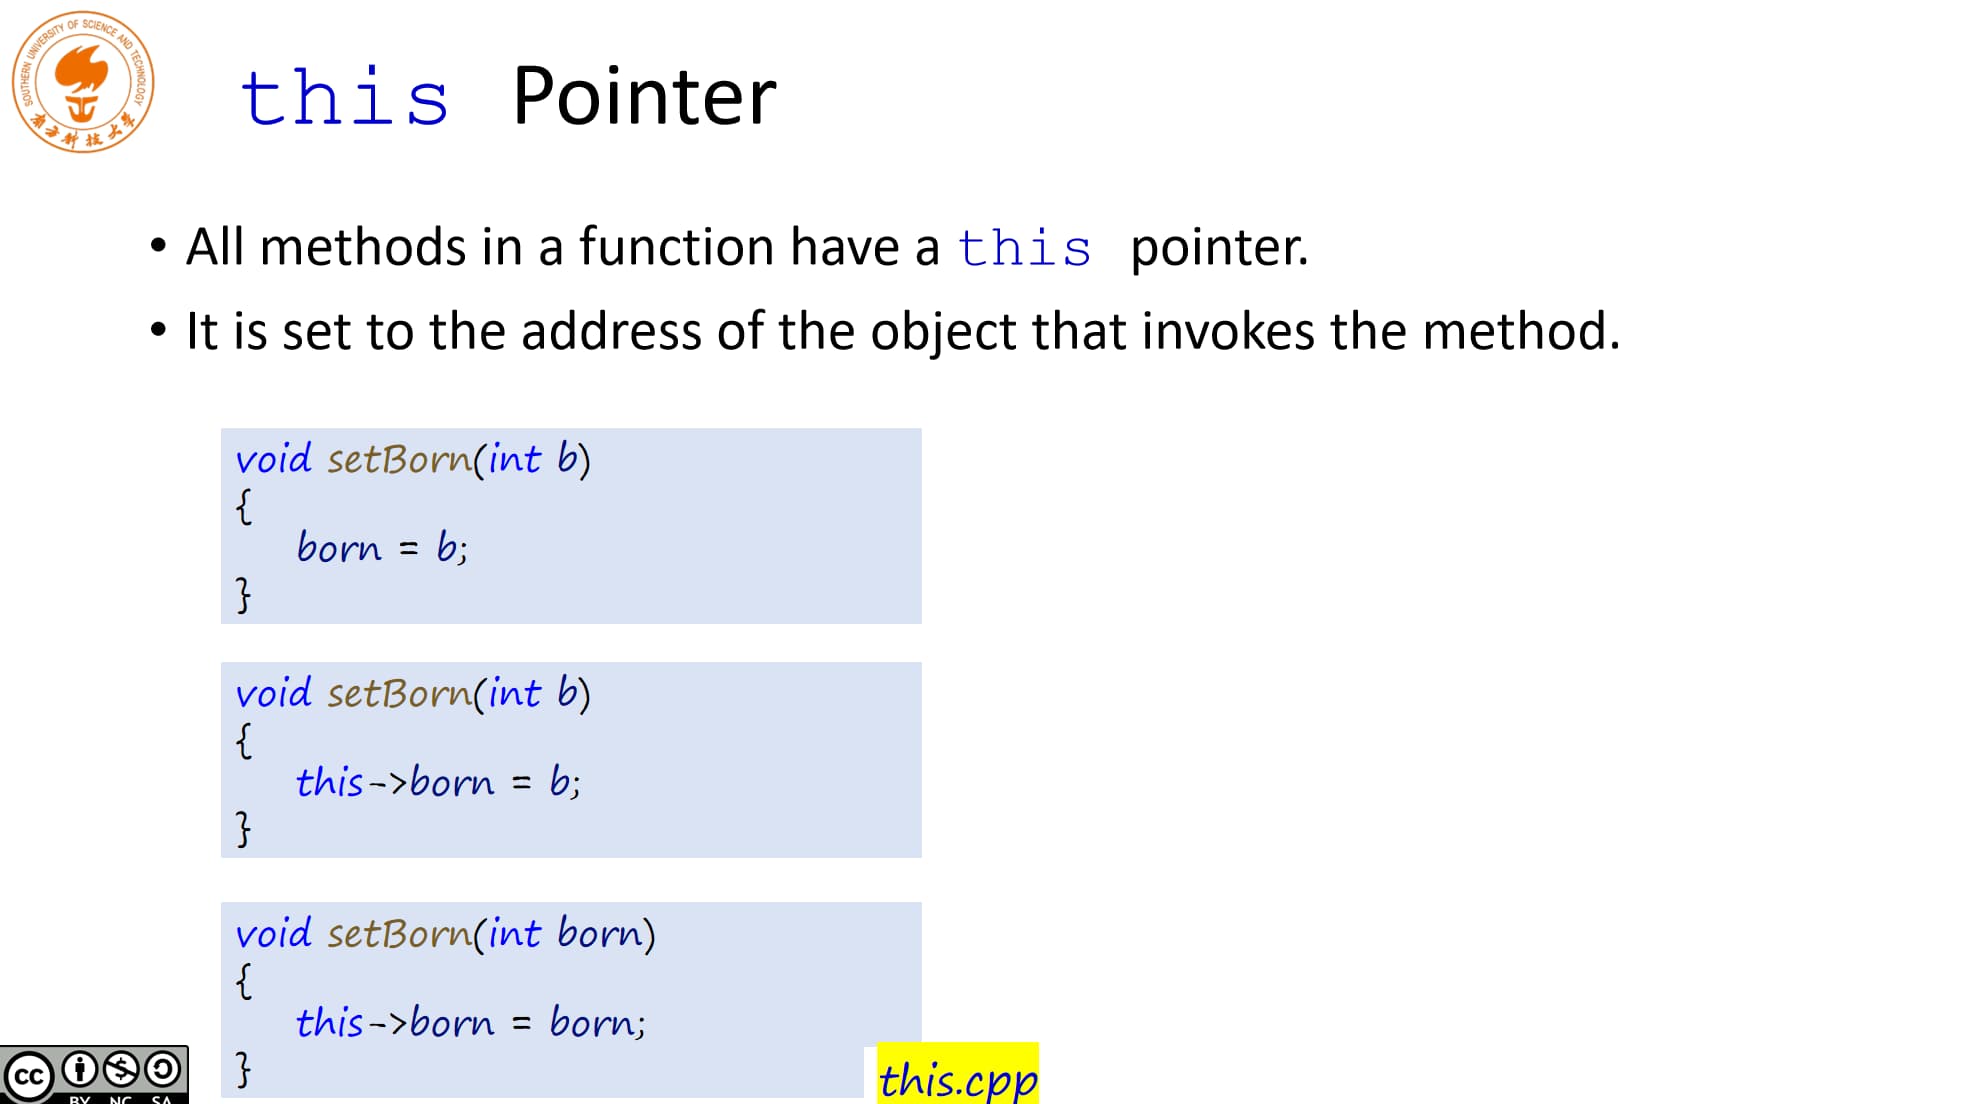 SOUTHERN UNIVERSITY OF SCIENCE AND TECHNOLOGY
南方科技大学
this Pointer
• All methods in a function have a this pointer.
• It is set to the address of the object that invokes the method.
void setBorn(int b)
{
born = b;
}
void setBorn(int b)
{
this->born = b;
}
void setBorn(int born)
{
this->born = born;
}
this.cpp
cc
BY NC SA